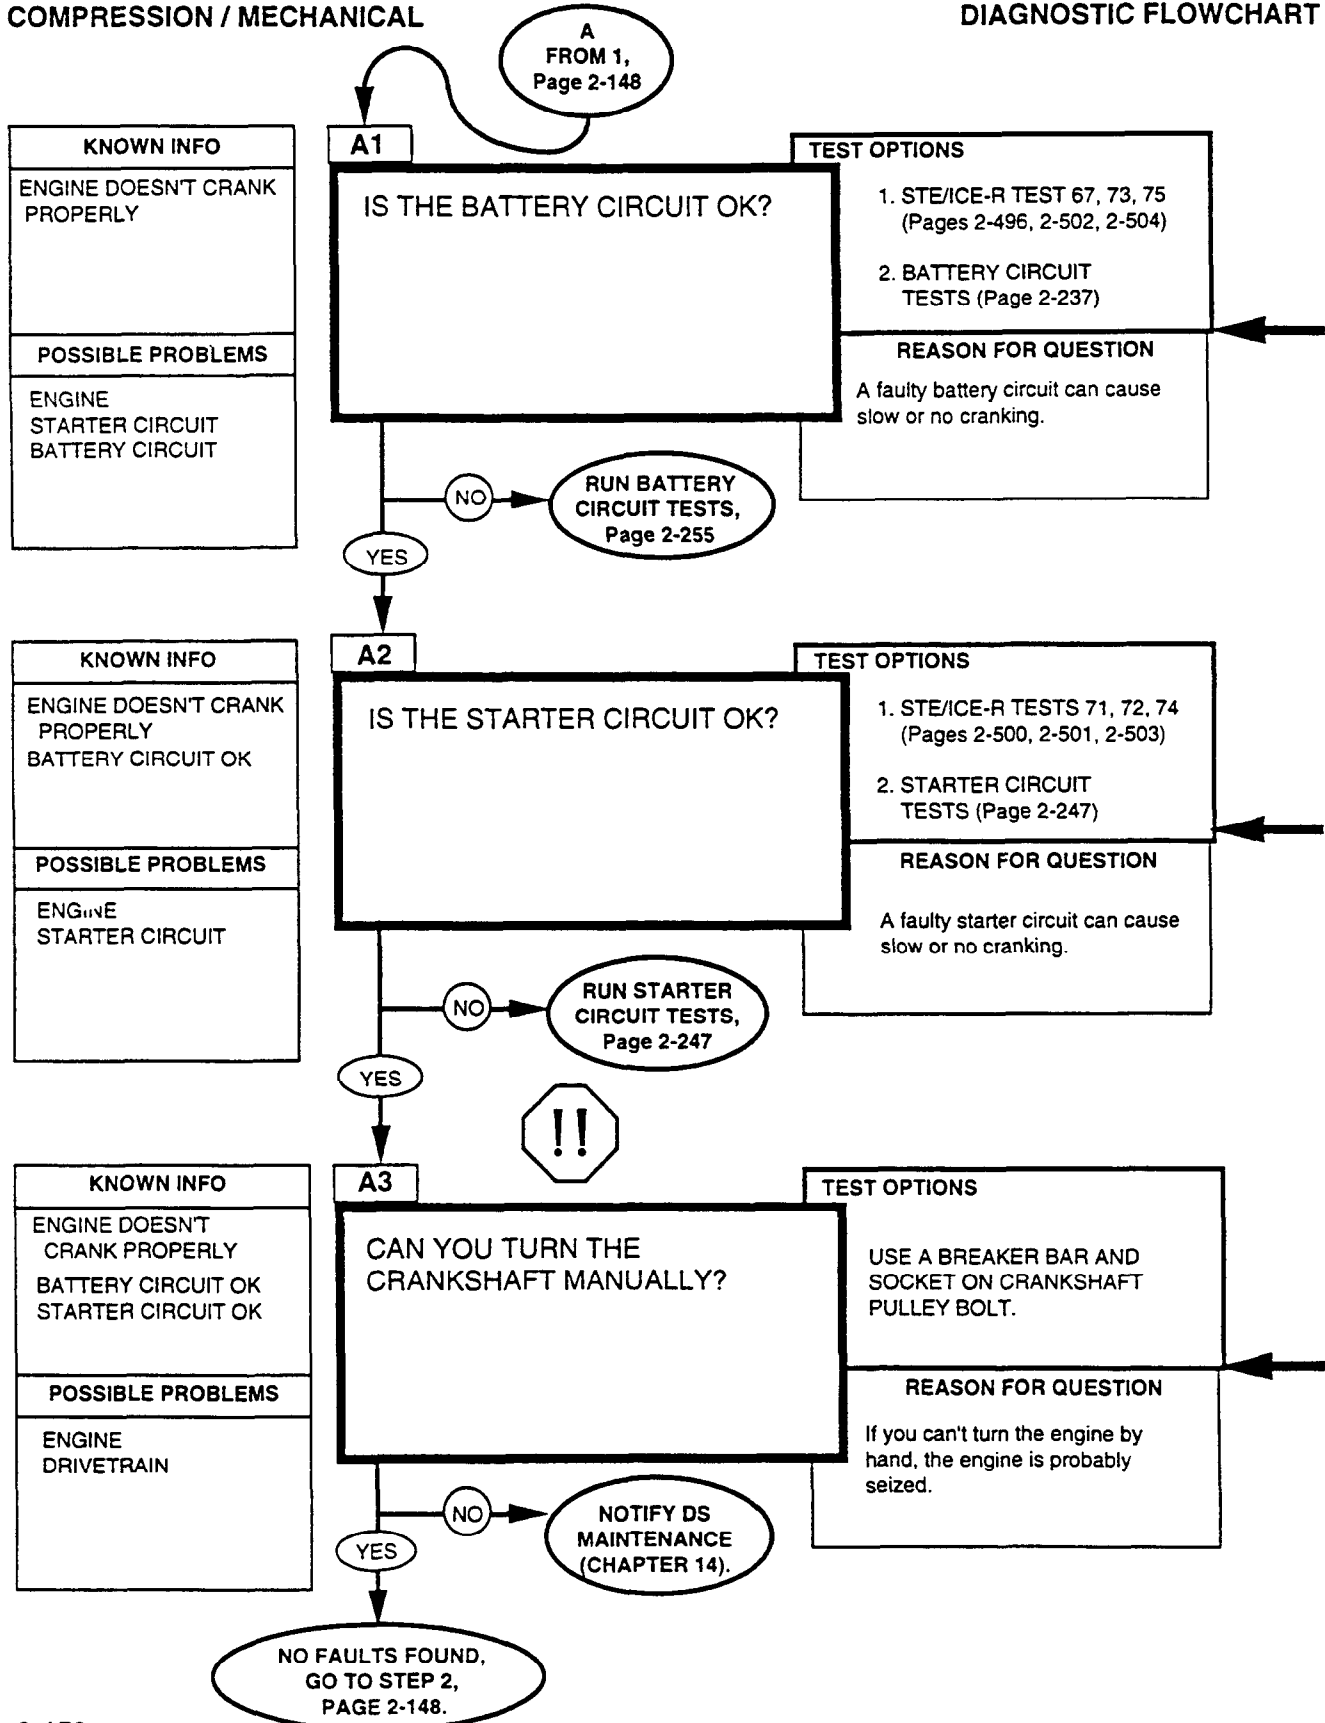 COMPRESSION / MECHANICAL
DIAGNOSTIC FLOWCHART
A
FROM 1,
Page 2-148
KNOWN INFO
ENGINE DOESN'T CRANK
PROPERLY
POSSIBLE PROBLEMS
ENGINE
STARTER CIRCUIT
BATTERY CIRCUIT
A1
IS THE BATTERY CIRCUIT OK?
TEST OPTIONS
1. STE/ICE-R TEST 67, 73, 75
(Pages 2-496, 2-502, 2-504)
2. BATTERY CIRCUIT
TESTS (Page 2-237)
REASON FOR QUESTION
A faulty battery circuit can cause
slow or no cranking.
NO
RUN BATTERY
CIRCUIT TESTS,
Page 2-255
YES
KNOWN INFO
ENGINE DOESN'T CRANK
PROPERLY
BATTERY CIRCUIT OK
POSSIBLE PROBLEMS
ENGINE
STARTER CIRCUIT
A2
IS THE STARTER CIRCUIT OK?
TEST OPTIONS
1. STE/ICE-R TESTS 71, 72, 74
(Pages 2-500, 2-501, 2-503)
2. STARTER CIRCUIT
TESTS (Page 2-247)
REASON FOR QUESTION
A faulty starter circuit can cause
slow or no cranking.
NO
RUN STARTER
CIRCUIT TESTS,
Page 2-247
YES
!!
KNOWN INFO
ENGINE DOESN'T
CRANK PROPERLY
BATTERY CIRCUIT OK
STARTER CIRCUIT OK
POSSIBLE PROBLEMS
ENGINE
DRIVETRAIN
A3
CAN YOU TURN THE
CRANKSHAFT MANUALLY?
TEST OPTIONS
USE A BREAKER BAR AND
SOCKET ON CRANKSHAFT
PULLEY BOLT.
REASON FOR QUESTION
If you can't turn the engine by
hand, the engine is probably
seized.
NO
NOTIFY DS
MAINTENANCE
(CHAPTER 14).
YES
NO FAULTS FOUND,
GO TO STEP 2,
PAGE 2-148.